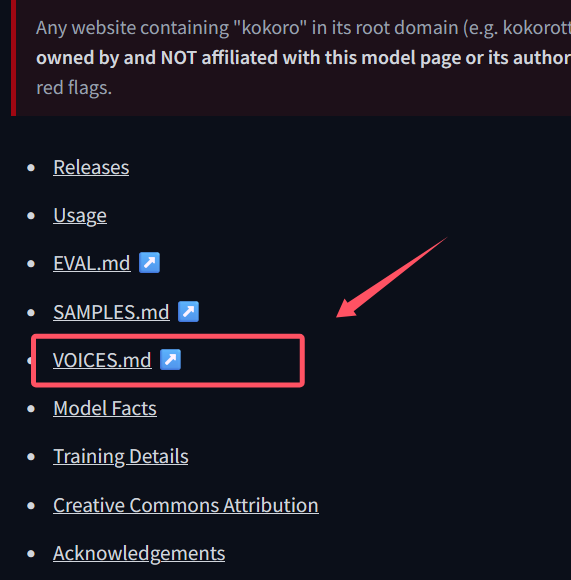 Any website containing "kokoro" in its root domain (e.g. kokorott
owned by and NOT affiliated with this model page or its author
red flags.
Releases
Usage
EVAL.md ↗️
SAMPLES.md ↗️
VOICES.md ↗️
Model Facts
Training Details
Creative Commons Attribution
Acknowledgements